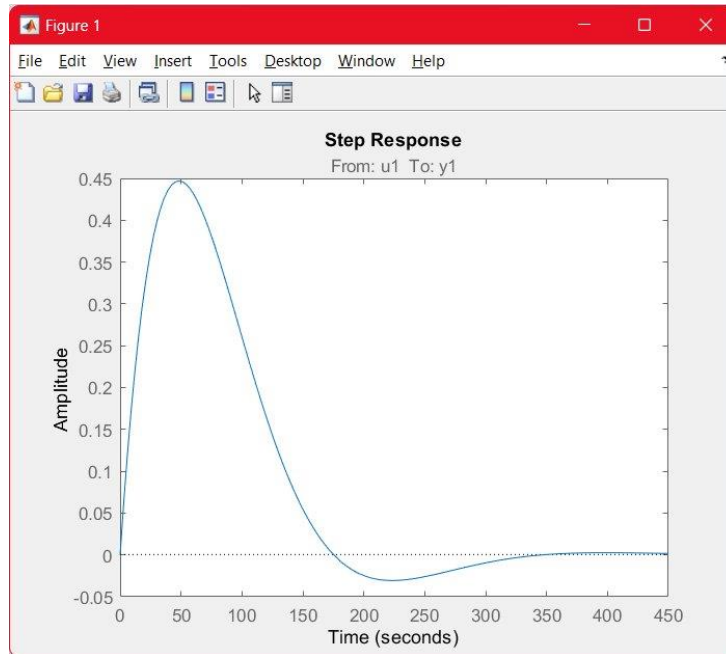 Figure 1
File Edit View Insert Tools Desktop Window Help
Step Response
From: u1 To: y1
Amplitude
0.45
0.4
0.35
0.3
0.25
0.2
0.15
0.1
0.05
0
-0.05
0 50 100 150 200 250 300 350 400 450
Time (seconds)